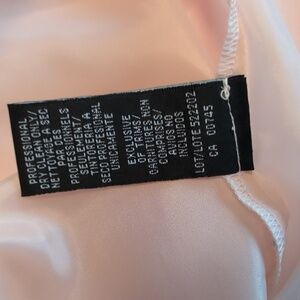 PROFESSIONAL
DRY CLEAN ONLY/
NETTOYAGE A SEC
PAR LES
PROFESSIONNELS
SEULEMENT/
TINTORERIA A
SECO PROFESIONAL
UNICAMENTE
EXCLUSIVE
OF TRIMS/
GARNITURES NON
COMPRISES/
AVIOS NO
INCLUIDOS
LOT/LOTE 522202
CA 00745